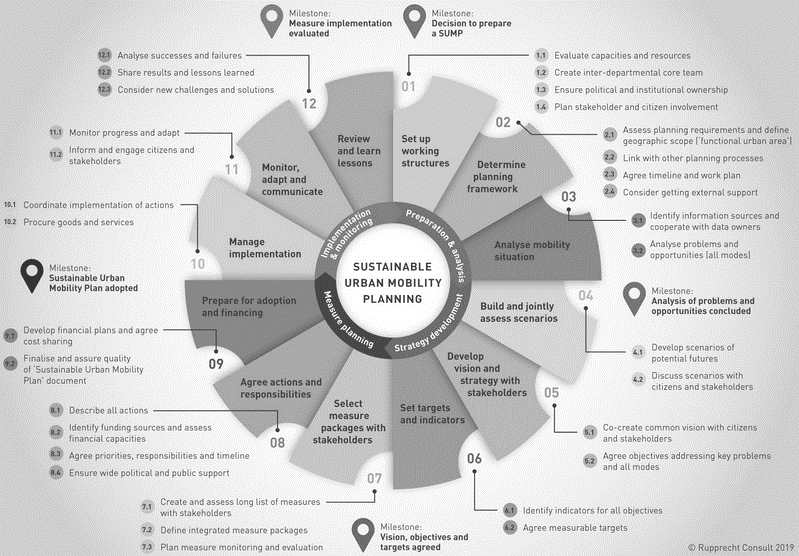 Milestone:
Measure implementation
evaluated
Milestone:
Decision to prepare
a SUMP
12.1 Analyse successes and failures
12.2 Share results and lessons learned
12.3 Consider new challenges and solutions
1.1 Evaluate capacities and resources
1.2 Create inter-departmental core team
1.3 Ensure political and institutional ownership
1.4 Plan stakeholder and citizen involvement
11.1 Monitor progress and adapt
11.2 Inform and engage citizens and
stakeholders
2.1 Assess planning requirements and define
geographic scope ('functional urban area')
2.2 Link with other planning processes
2.3 Agree timeline and work plan
2.4 Consider getting external support
10.1 Coordinate implementation of actions
10.2 Procure goods and services
3.1 Identify information sources and
cooperate with data owners
3.2 Analyse problems and
opportunities (all modes)
Milestone:
Sustainable Urban
Mobility Plan adopted
Milestone:
Analysis of problems and
opportunities concluded
9.1 Develop financial plans and agree
cost sharing
9.2 Finalise and assure quality
of 'Sustainable Urban Mobility
Plan' document
4.1 Develop scenarios of
potential futures
4.2 Discuss scenarios with
citizens and stakeholders
8.1 Describe all actions
8.2 Identify funding sources and assess
financial capacities
8.3 Agree priorities, responsibilities and timeline
8.4 Ensure wide political and public support
5.1 Co-create common vision with citizens
and stakeholders
5.2 Agree objectives addressing key problems
and all modes
7.1 Create and assess long list of measures
with stakeholders
7.2 Define integrated measure packages
7.3 Plan measure monitoring and evaluation
Milestone:
Vision, objectives and
targets agreed
6.1 Identify indicators for all objectives
6.2 Agree measurable targets
01
Set up
working
structures
02
Determine
planning
framework
03
Analyse mobility
situation
04
Build and jointly
assess scenarios
05
Develop
vision and
strategy with
stakeholders
06
Set targets
and indicators
07
Select
measure
packages with
stakeholders
08
Agree actions and
responsibilities
09
Prepare for adoption
and financing
10
Manage
implementation
11
Monitor,
adapt and
communicate
12
Review
and learn
lessons
Preparation & analysis
Strategy development
Measure planning
Implementation
& monitoring
SUSTAINABLE
URBAN MOBILITY
PLANNING
© Rupprecht Consult 2019